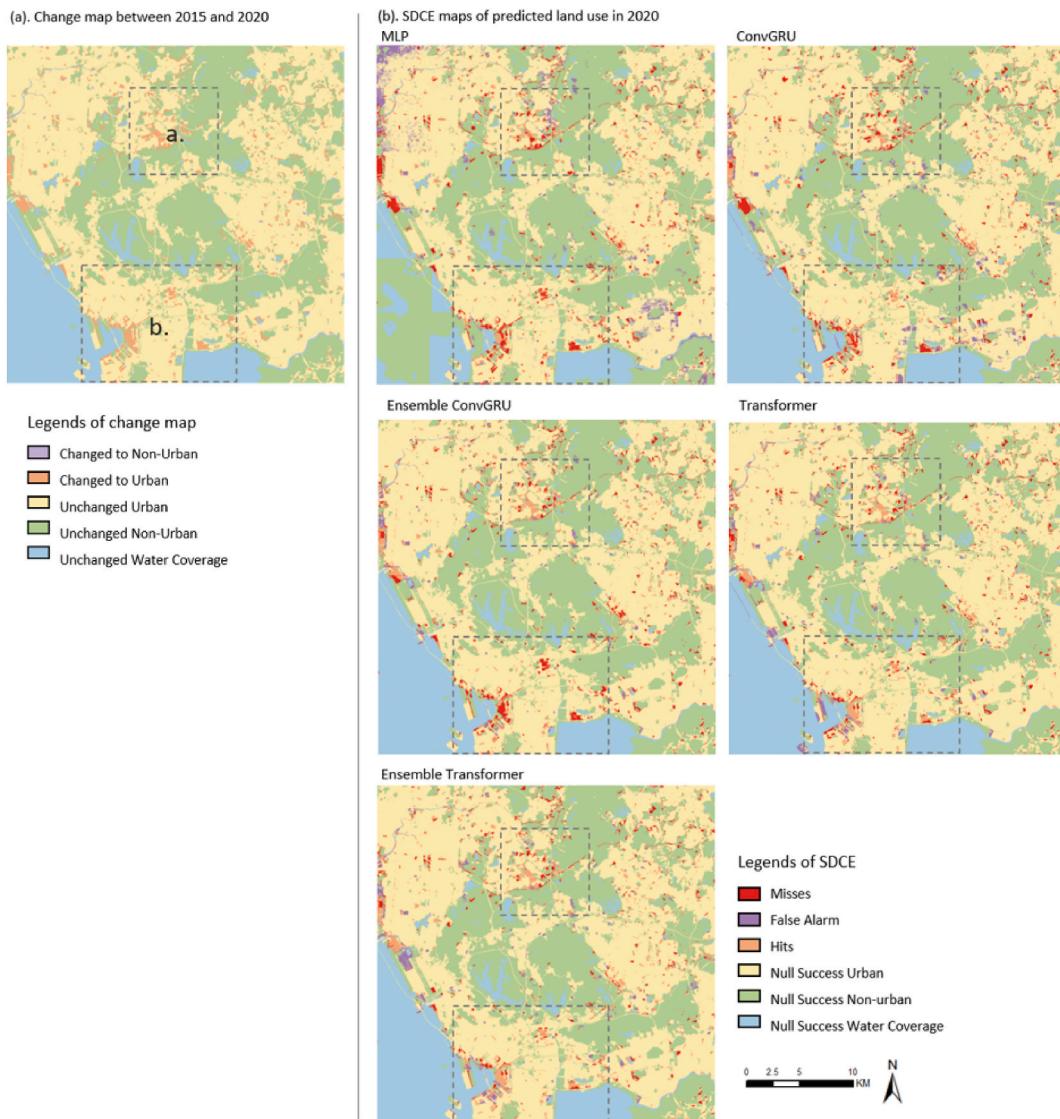 (a). Change map between 2015 and 2020
(b). SDCE maps of predicted land use in 2020
MLP
ConvGRU
a.
b.
Legends of change map
Changed to Non-Urban
Changed to Urban
Unchanged Urban
Unchanged Non-Urban
Unchanged Water Coverage
Ensemble ConvGRU
Transformer
Ensemble Transformer
Legends of SDCE
Misses
False Alarm
Hits
Null Success Urban
Null Success Non-urban
Null Success Water Coverage
0 2.5 5 10
KM
N